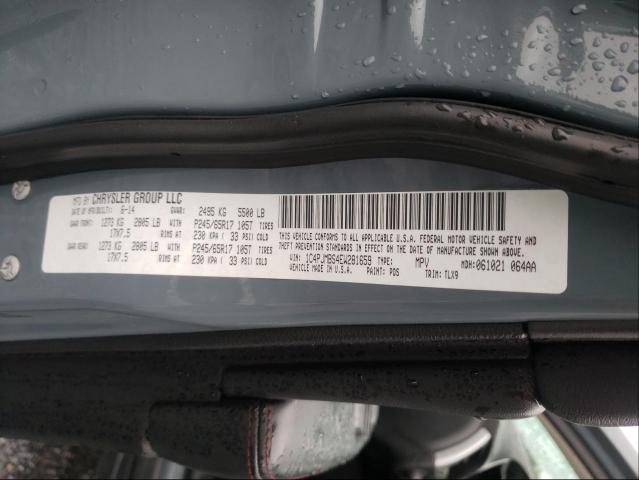 MFD BY CHRYSLER GROUP LLC
DATE OF MFR/BUILT: 6-14 GVWR: 2495 KG 5500 LB
GAWR FRONT: 1273 KG 2805 LB WITH P245/65R17 105T TIRES
17X7.5 RIMS AT 230 KPA ( 33 PSI) COLD
GAWR REAR: 1273 KG 2805 LB WITH P245/65R17 105T TIRES
17X7.5 RIMS AT 230 KPA ( 33 PSI) COLD
THIS VEHICLE CONFORMS TO ALL APPLICABLE U.S.A. FEDERAL MOTOR VEHICLE SAFETY AND
THEFT PREVENTION STANDARDS IN EFFECT ON THE DATE OF MANUFACTURE SHOWN ABOVE.
VIN: 1C4PJMBS4EW281659 TYPE: MPV MDH: 061021 064AA
VEHICLE MADE IN U.S.A. PAINT: PDS TRIM: TLX9